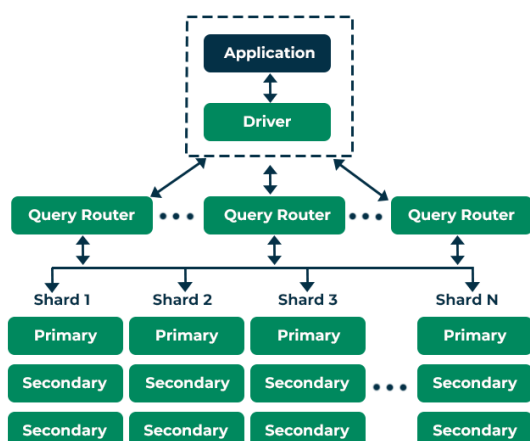 Application
Driver
Query Router
Query Router
Query Router
Shard 1
Shard 2
Shard 3
Shard N
Primary
Primary
Primary
Primary
Secondary
Secondary
Secondary
Secondary
Secondary
Secondary
Secondary
Secondary